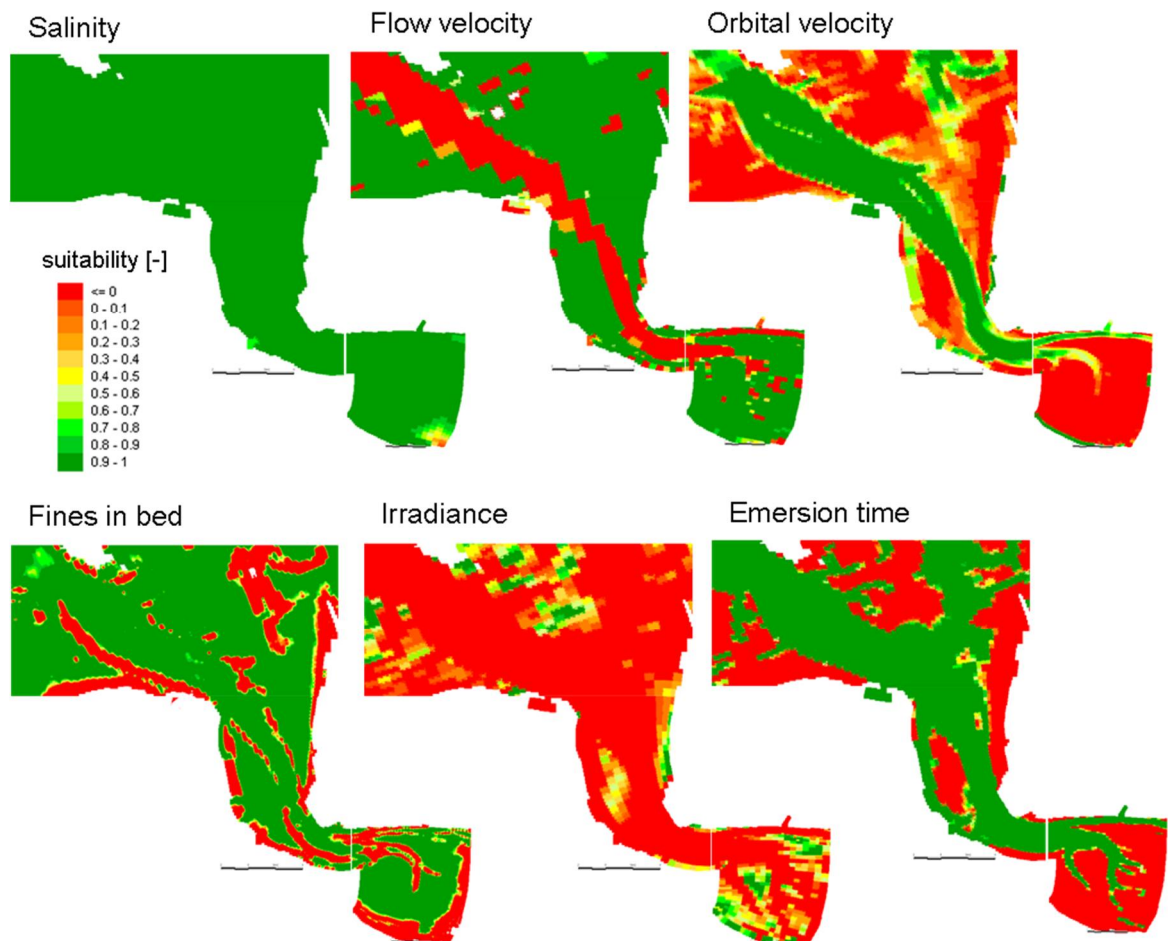 Salinity
Flow velocity
Orbital velocity
suitability [-]
<= 0
0 - 0.1
0.1 - 0.2
0.2 - 0.3
0.3 - 0.4
0.4 - 0.5
0.5 - 0.6
0.6 - 0.7
0.7 - 0.8
0.8 - 0.9
0.9 - 1
Fines in bed
Irradiance
Emersion time